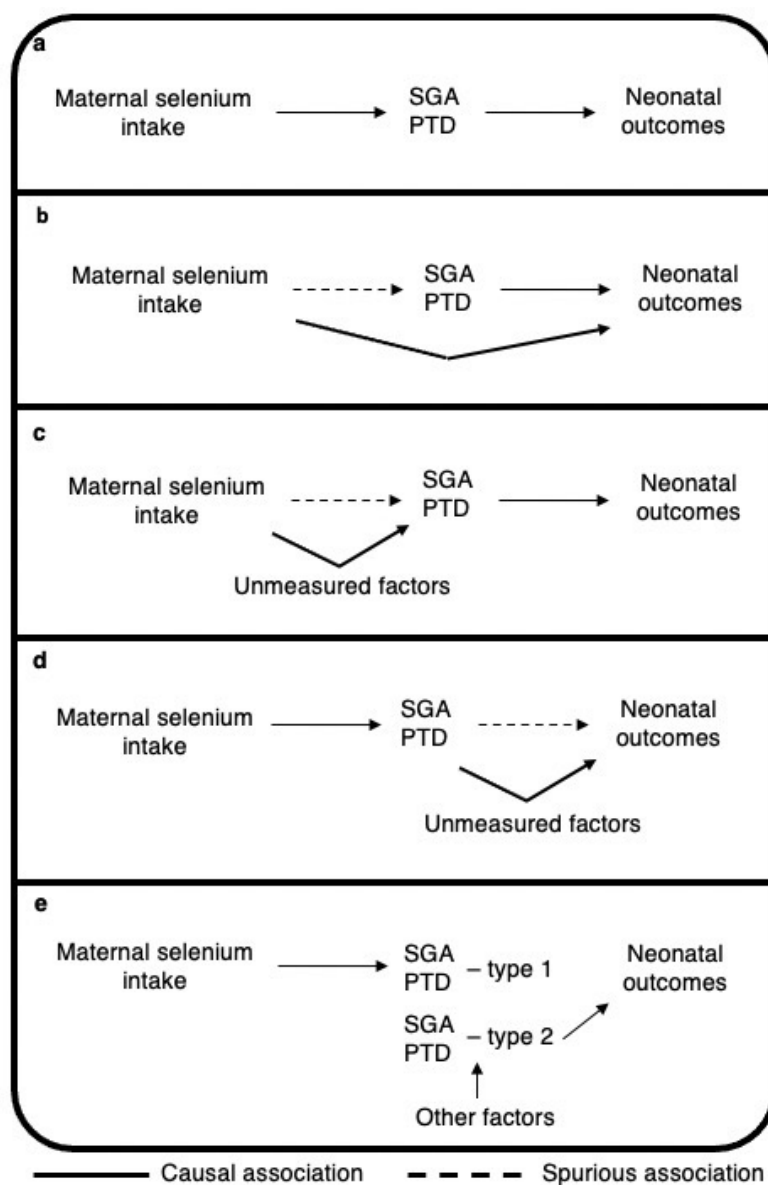 a
Maternal selenium
intake
SGA
PTD
Neonatal
outcomes
b
Maternal selenium
intake
SGA
PTD
Neonatal
outcomes
c
Maternal selenium
intake
SGA
PTD
Neonatal
outcomes
Unmeasured factors
d
Maternal selenium
intake
SGA
PTD
Neonatal
outcomes
Unmeasured factors
e
Maternal selenium
intake
SGA
PTD
– type 1
Neonatal
outcomes
SGA
PTD
– type 2
Other factors
Causal association
Spurious association